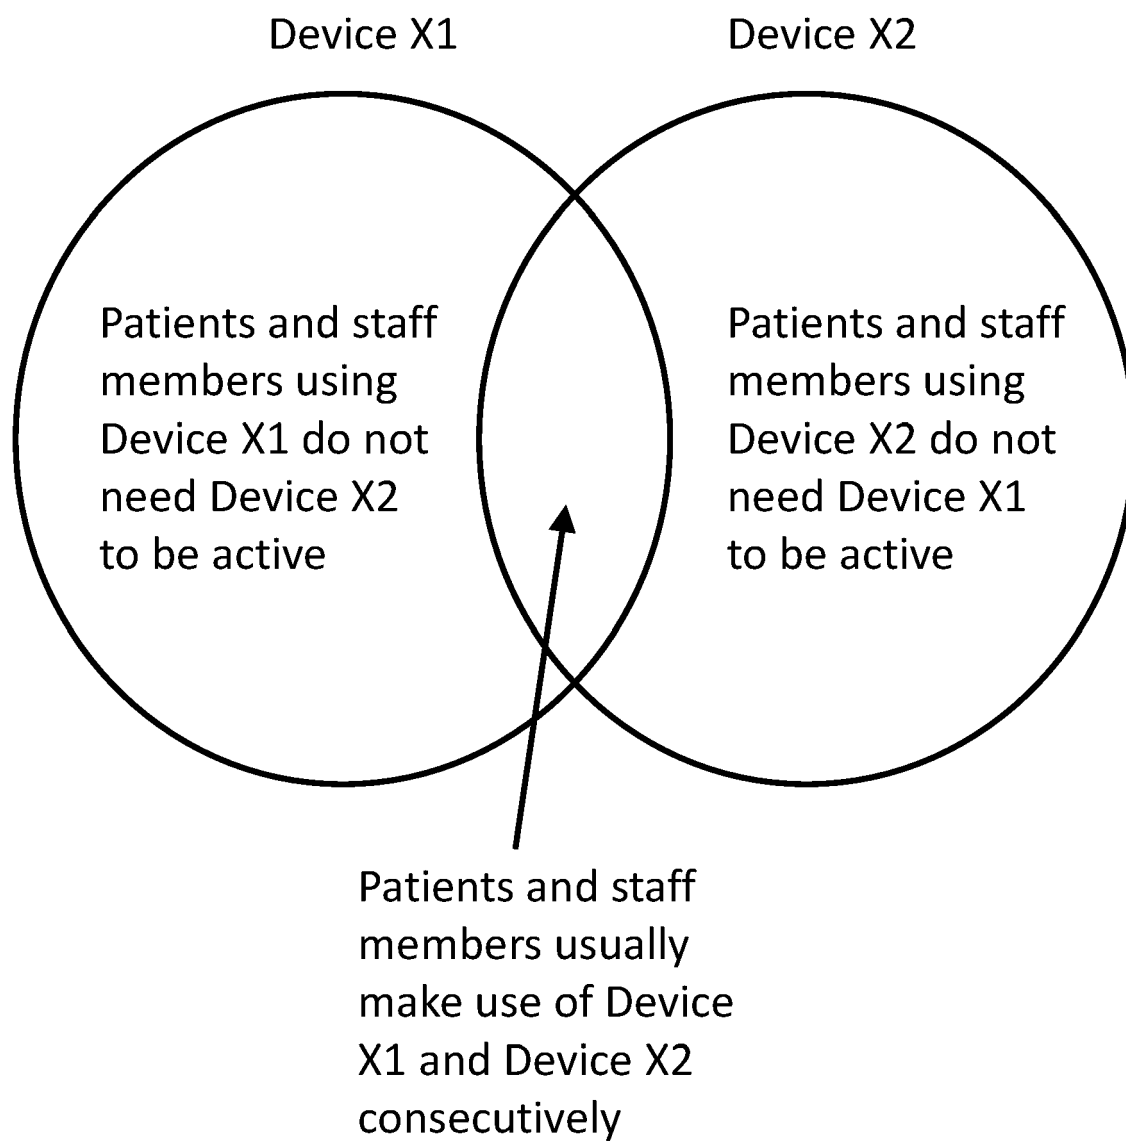 Device X1
Device X2
Patients and staff
members using
Device X1 do not
need Device X2
to be active
Patients and staff
members using
Device X2 do not
need Device X1
to be active
Patients and staff
members usually
make use of Device
X1 and Device X2
consecutively